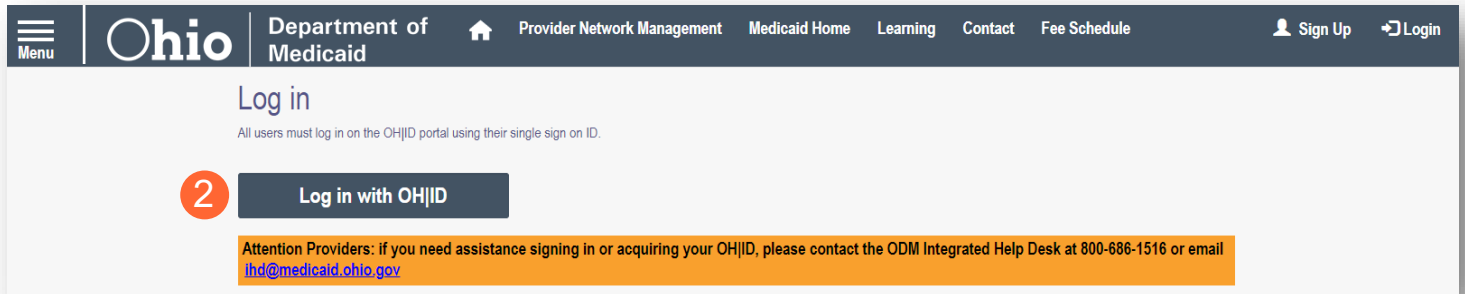 Menu
Ohio
Department of
Medicaid
Provider Network Management
Medicaid Home
Learning
Contact
Fee Schedule
Sign Up
Login
Log in
All users must log in on the OH|ID portal using their single sign on ID.
2
Log in with OH|ID
Attention Providers: if you need assistance signing in or acquiring your OH|ID, please contact the ODM Integrated Help Desk at 800-686-1516 or email
ihd@medicaid.ohio.gov